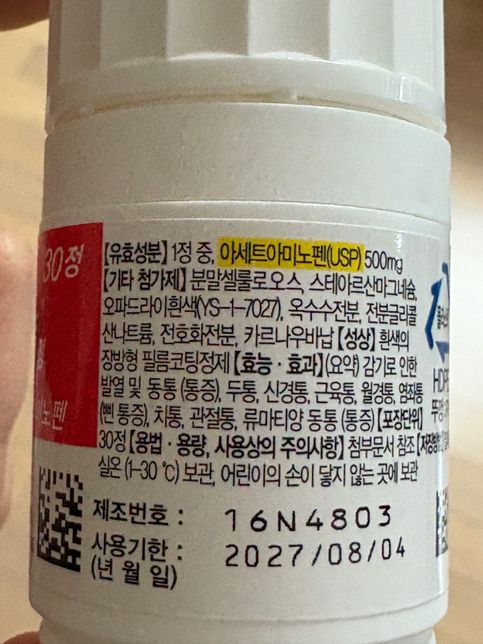 30정
【유효성분】 1정 중, 아세트아미노펜(USP) 500mg
【기타 첨가제】 분말셀룰로오스, 스테아르산마그네슘,
오파드라이흰색(YS-1-7027), 옥수수전분, 전분글리콜
산나트륨, 전호화전분, 카르나우바납【성상】 흰색의
장방형 필름코팅정제【효능·효과】(요약) 감기로 인한
발열 및 동통 (통증), 두통, 신경통, 근육통, 월경통, 염좌통
(삔 통증), 치통, 관절통, 류마티양 동통 (통증)【포장단위】
30정【용법·용량, 사용상의 주의사항】 첨부문서 참조【저장방법】
실온 (1-30 ℃) 보관, 어린이의 손이 닿지 않는 곳에 보관
정
미노펜
HDPE
뚜껑
제조번호 : 16N4803
사용기한 : 2027/08/04
(년 월 일)